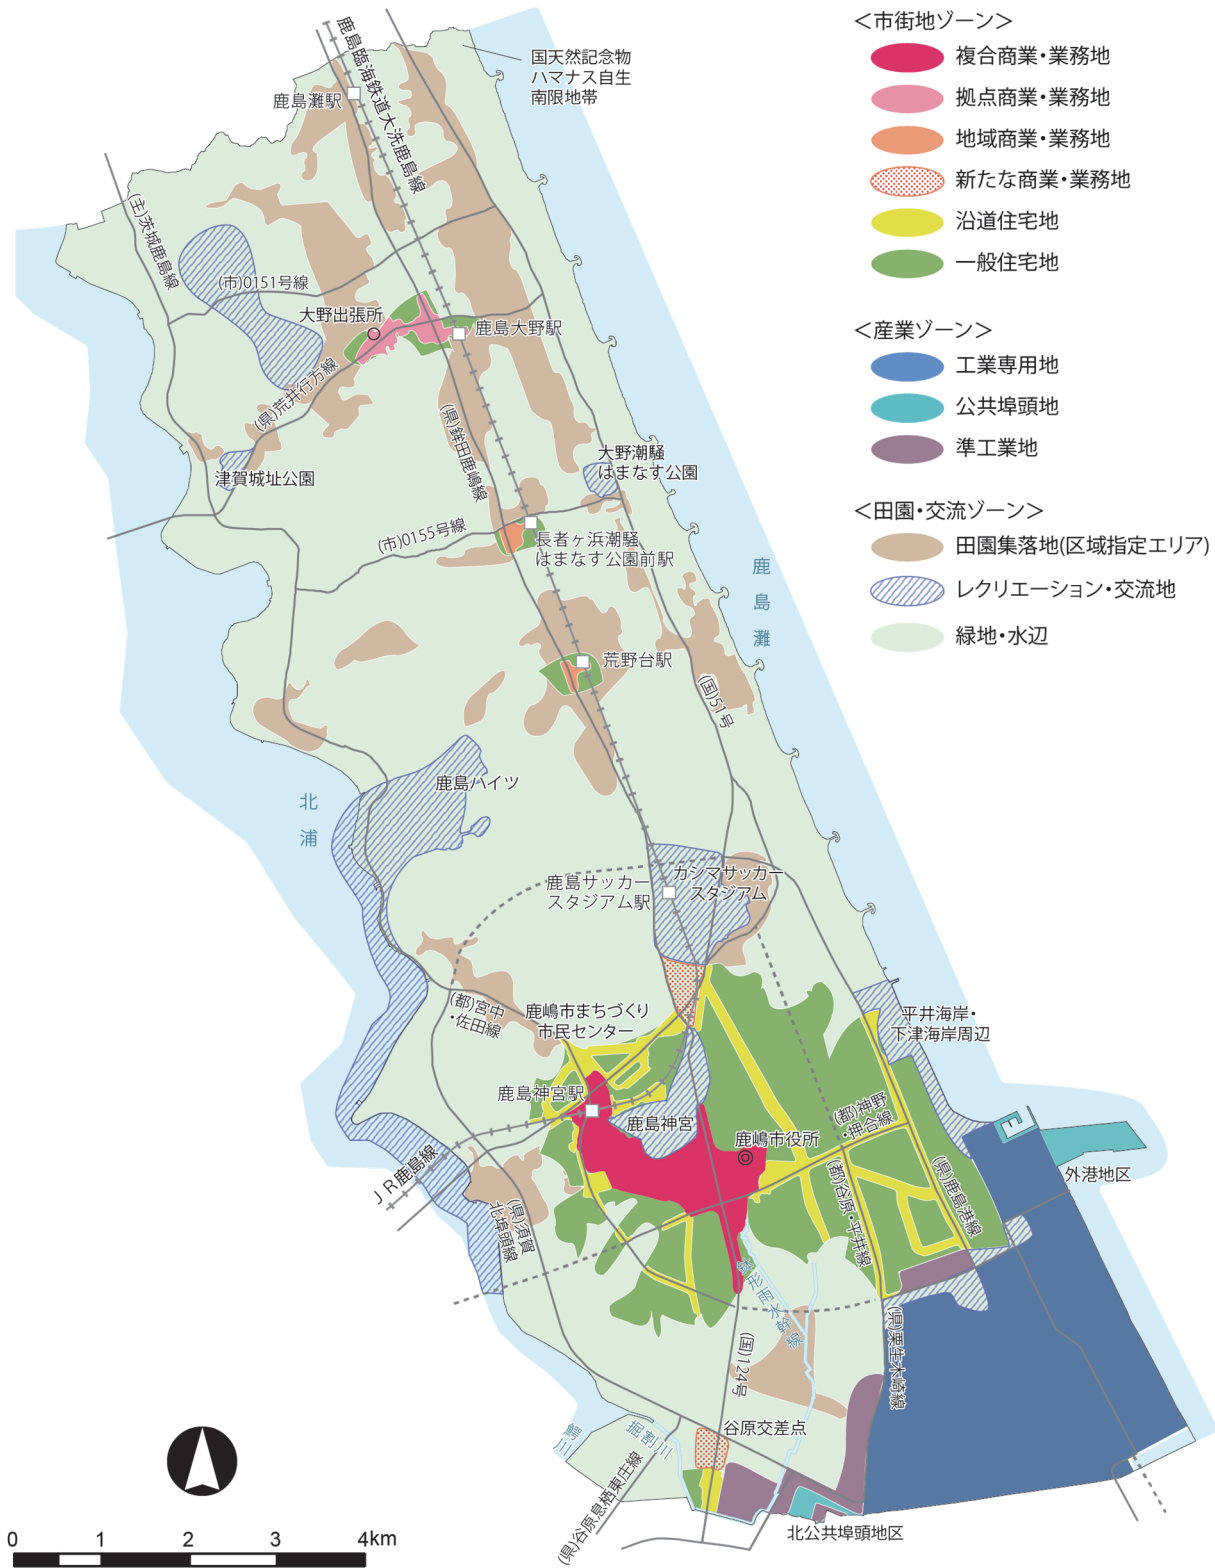 ＜市街地ゾーン＞
複合商業・業務地
拠点商業・業務地
地域商業・業務地
新たな商業・業務地
沿道住宅地
一般住宅地
＜産業ゾーン＞
工業専用地
公共埠頭地
準工業地
＜田園・交流ゾーン＞
田園集落地(区域指定エリア)
レクリエーション・交流地
緑地・水辺
国天然記念物
ハマナス自生
南限地帯
鹿島臨海鉄道大洗鹿島線
鹿島灘駅
(主)茨城鹿島線
(市)0151号線
大野出張所
鹿島大野駅
(県)荒井行方線
(県)鉾田鹿嶋線
大野潮騒
はまなす公園
津賀城址公園
(市)0155号線
長者ヶ浜潮騒
はまなす公園前駅
鹿島灘
荒野台駅
(国)51号
鹿島ハイツ
北浦
鹿島サッカー
スタジアム駅
カシマサッカー
スタジアム
(都)宮中
・佐田線
鹿嶋市まちづくり
市民センター
平井海岸・
下津海岸周辺
鹿島神宮駅
鹿島神宮
鹿嶋市役所
(都)神野
・押合線
JR鹿島線
(県)須賀
北埠頭線
(都)谷原・平井線
(県)鹿島港線
外港地区
鰐川
掘割川
(国)124号
(県)粟生木崎線
谷原交差点
(県)谷原息栖東庄線
北公共埠頭地区
0 1 2 3 4km